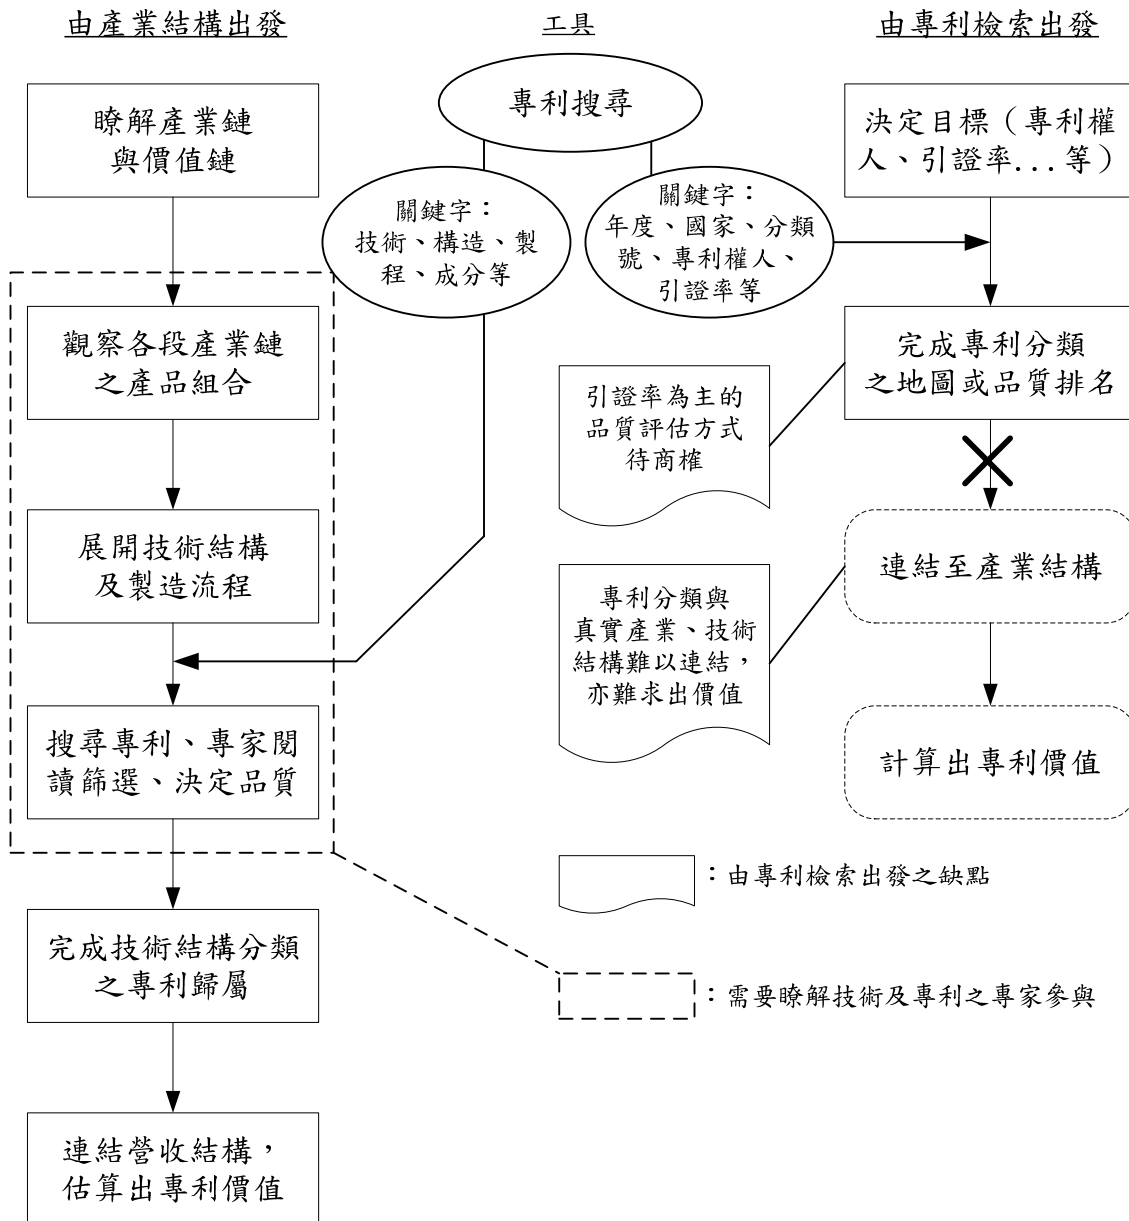 由產業結構出發
工具
由專利檢索出發
瞭解產業鏈
與價值鏈
觀察各段產業鏈
之產品組合
展開技術結構
及製造流程
搜尋專利、專家閱
讀篩選、決定品質
完成技術結構分類
之專利歸屬
連結營收結構，
估算出專利價值
專利搜尋
關鍵字：
技術、構造、製
程、成分等
關鍵字：
年度、國家、分類
號、專利權人、
引證率等
決定目標（專利權
人、引證率...等）
完成專利分類
之地圖或品質排名
連結至產業結構
計算出專利價值
引證率為主的
品質評估方式
待商榷
專利分類與
真實產業、技術
結構難以連結，
亦難求出價值
：由專利檢索出發之缺點
：需要瞭解技術及專利之專家參與